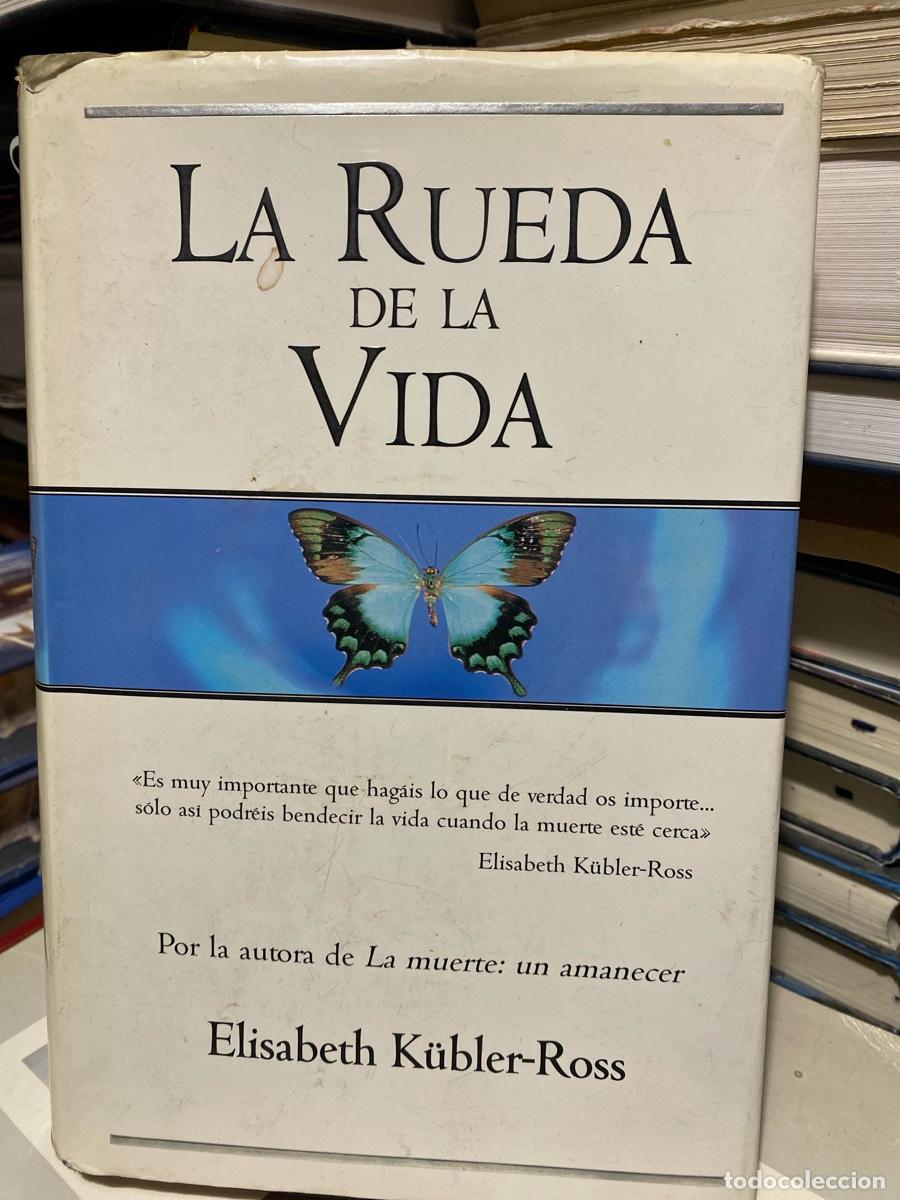 LA RUEDA
DE LA
VIDA
«Es muy importante que hagáis lo que de verdad os importe...
sólo así podréis bendecir la vida cuando la muerte esté cerca»
Elisabeth Kübler-Ross
Por la autora de La muerte: un amanecer
Elisabeth Kübler-Ross
todocoleccion